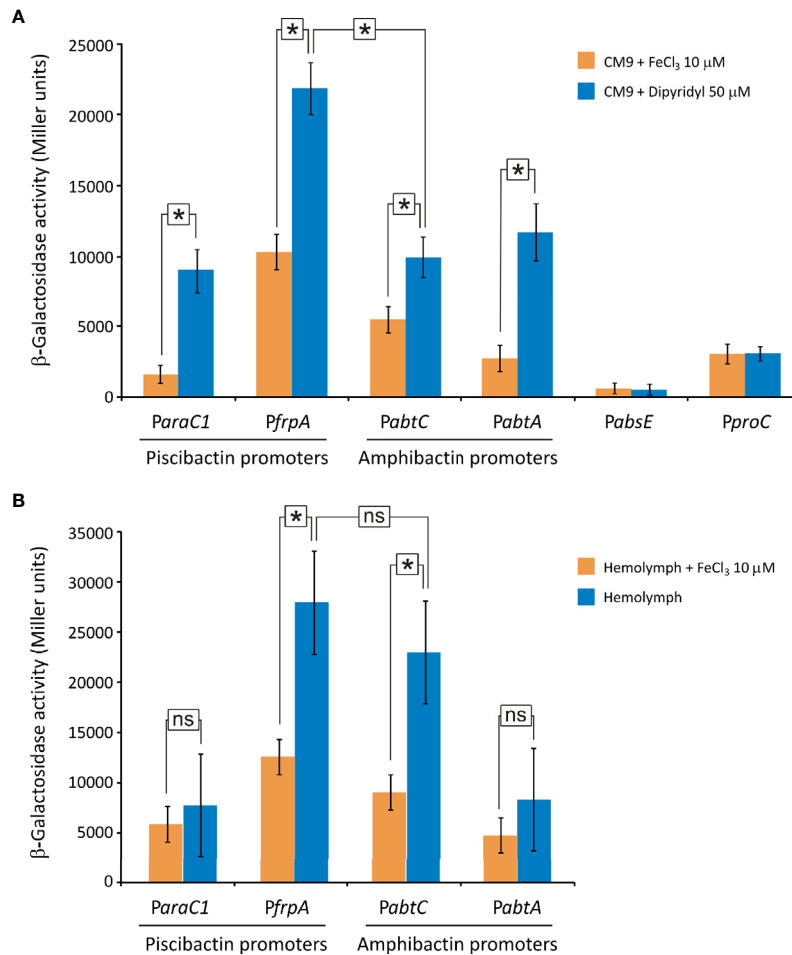 A
β-Galactosidase activity (Miller units)
25000
20000
15000
10000
5000
0
*
*
*
*
*
CM9 + FeCl₃ 10 μM
CM9 + Dipyridyl 50 μM
ParaC1 PfrpA PabtC PabtA PabsE PproC
Piscibactin promoters Amphibactin promoters
B
β-Galactosidase activity (Miller units)
35000
30000
25000
20000
15000
10000
5000
0
* ns
*
ns ns
Hemolymph + FeCl₃ 10 μM
Hemolymph
ParaC1 PfrpA PabtC PabtA
Piscibactin promoters Amphibactin promoters